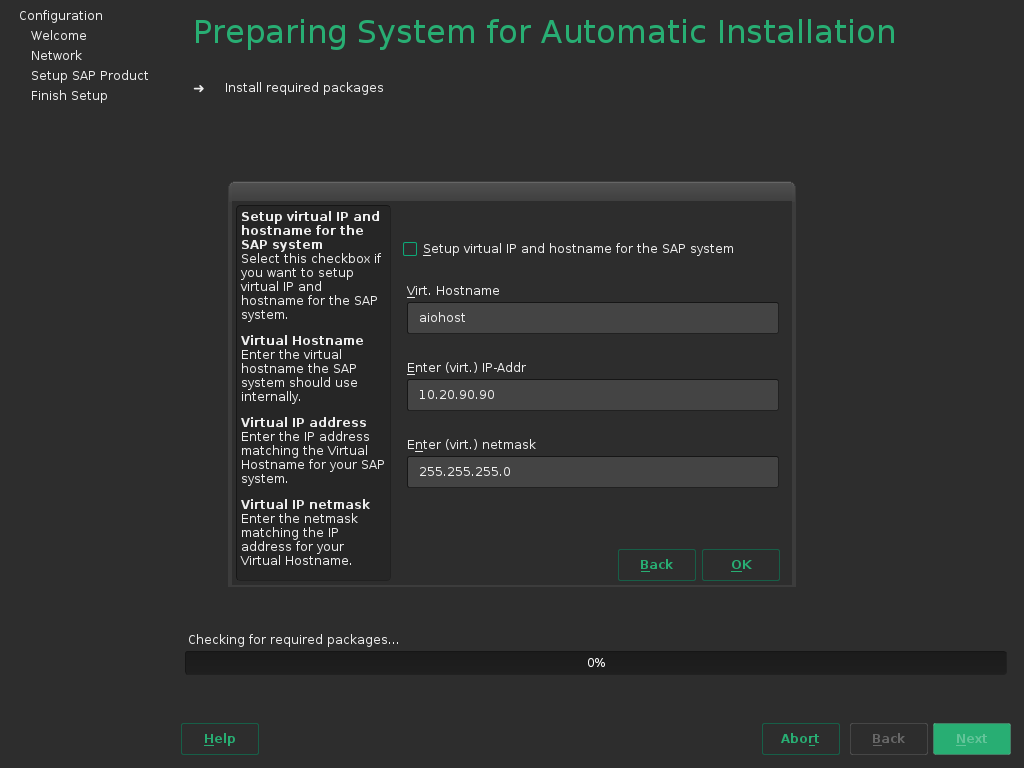 Configuration
Welcome
Network
Setup SAP Product
Finish Setup
Preparing System for Automatic Installation
➜ Install required packages
Setup virtual IP and
hostname for the
SAP system
Select this checkbox if
you want to setup
virtual IP and
hostname for the SAP
system.
Virtual Hostname
Enter the virtual
hostname the SAP
system should use
internally.
Virtual IP address
Enter the IP address
matching the Virtual
Hostname for your SAP
system.
Virtual IP netmask
Enter the netmask
matching the IP
address for your
Virtual Hostname.
Setup virtual IP and hostname for the SAP system
Virt. Hostname
aiohost
Enter (virt.) IP-Addr
10.20.90.90
Enter (virt.) netmask
255.255.255.0
Back OK
Checking for required packages...
0%
Help Abort Back Next